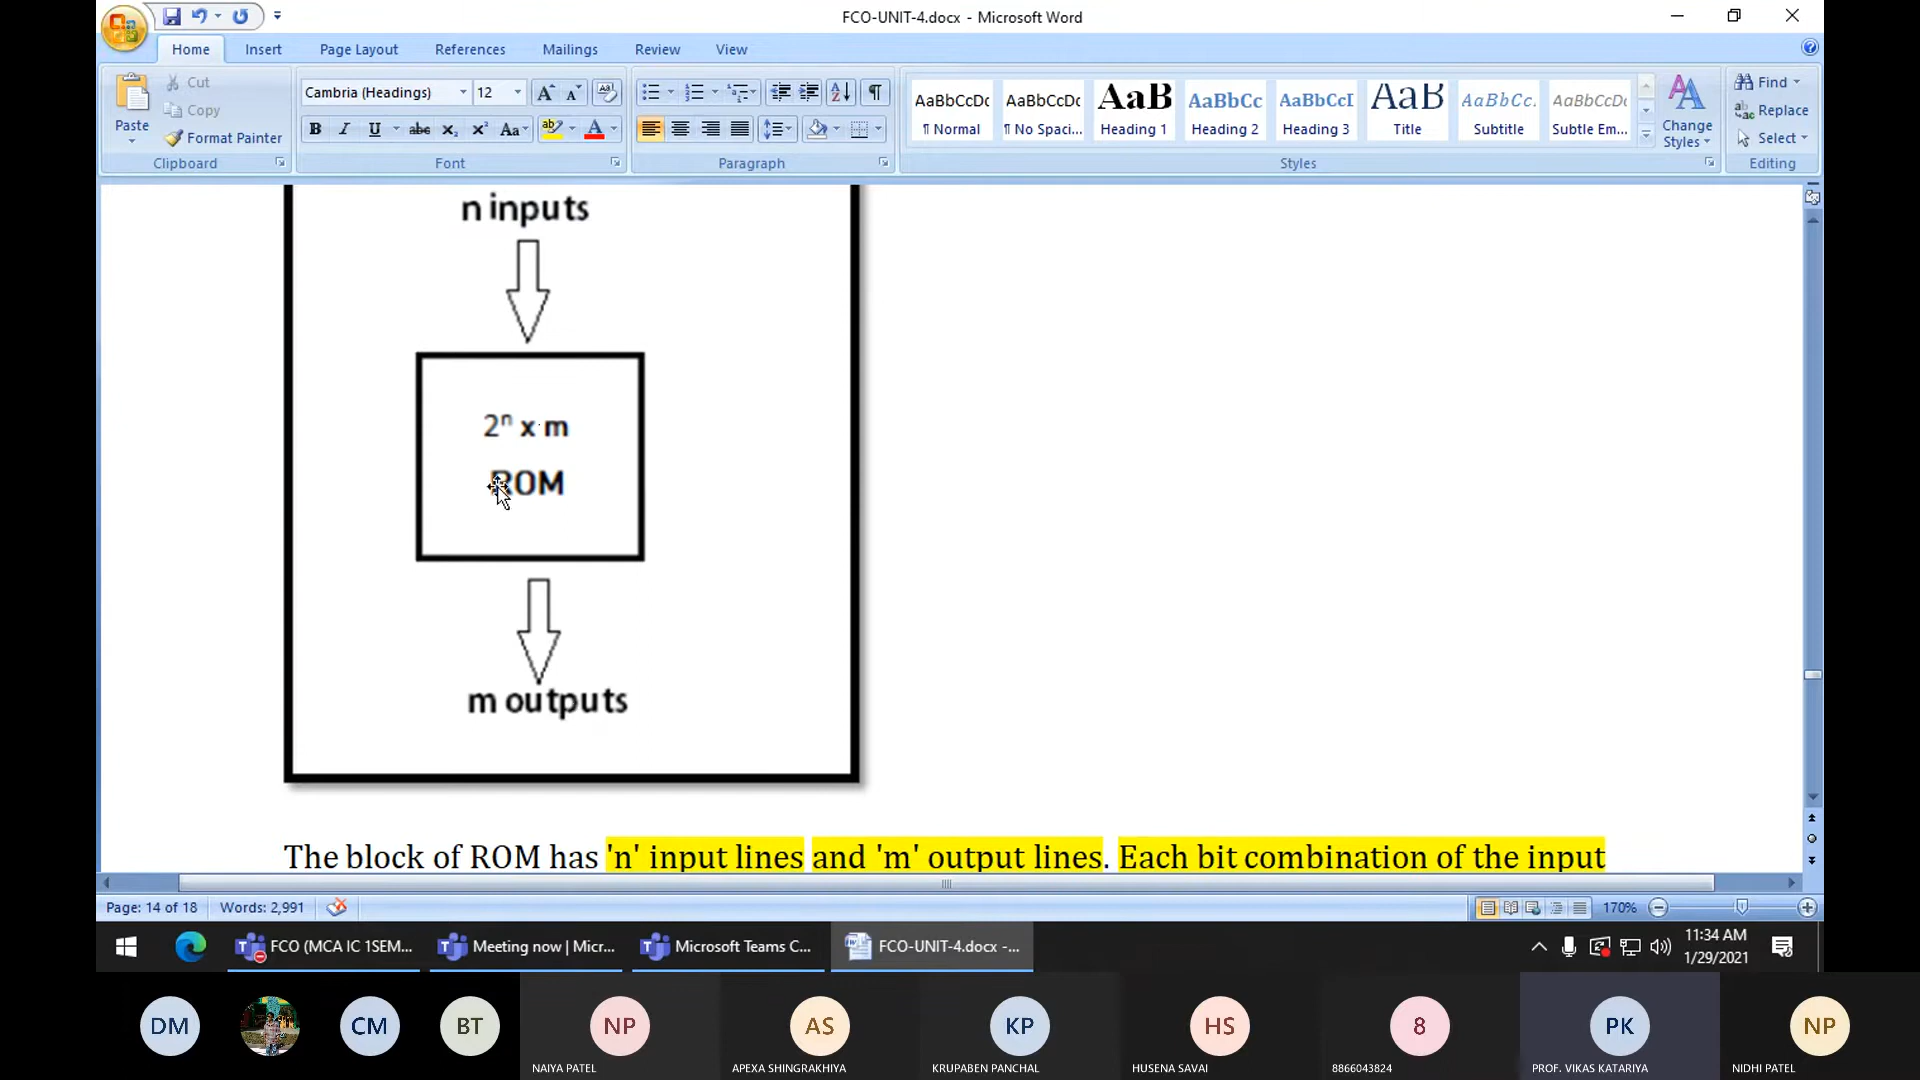 FCO-UNIT-4.docx - Microsoft Word
Home Insert Page Layout References Mailings Review View
Paste
Cut
Copy
Format Painter
Clipboard
Cambria (Headings) 12
Font
Paragraph
AaBbCcDc AaBbCcDc AaB AaBbCc AaBbCcI AaB AaBbCc. AaBbCcDc
¶ Normal ¶ No Spaci... Heading 1 Heading 2 Heading 3 Title Subtitle Subtle Em...
Change
Styles
Styles
Find
Replace
Select
Editing
n inputs
2ⁿ x m
ROM
m outputs
The block of ROM has 'n' input lines and 'm' output lines. Each bit combination of the input
Page: 14 of 18 Words: 2,991 170%
FCO (MCA IC 1SEM... Meeting now | Micr... Microsoft Teams C... FCO-UNIT-4.docx -...
11:34 AM
1/29/2021
DM CM BT NP AS KP HS 8 PK NP
NAIYA PATEL APEXA SHINGRAKHIYA KRUPABEN PANCHAL HUSENA SAVAI 8866043824 PROF. VIKAS KATARIYA NIDHI PATEL